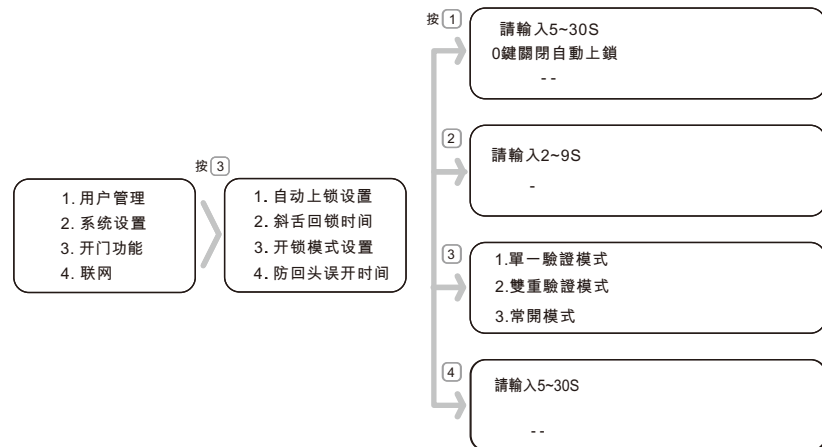 1. 用户管理
2. 系统设置
3. 开门功能
4. 联网
按 3
1. 自动上锁设置
2. 斜舌回锁时间
3. 开锁模式设置
4. 防回头误开时间
按 1
請輸入5~30S
0鍵關閉自動上鎖
- -
2
請輸入2~9S
-
3
1.單一驗證模式
2.雙重驗證模式
3.常開模式
4
請輸入5~30S
- -